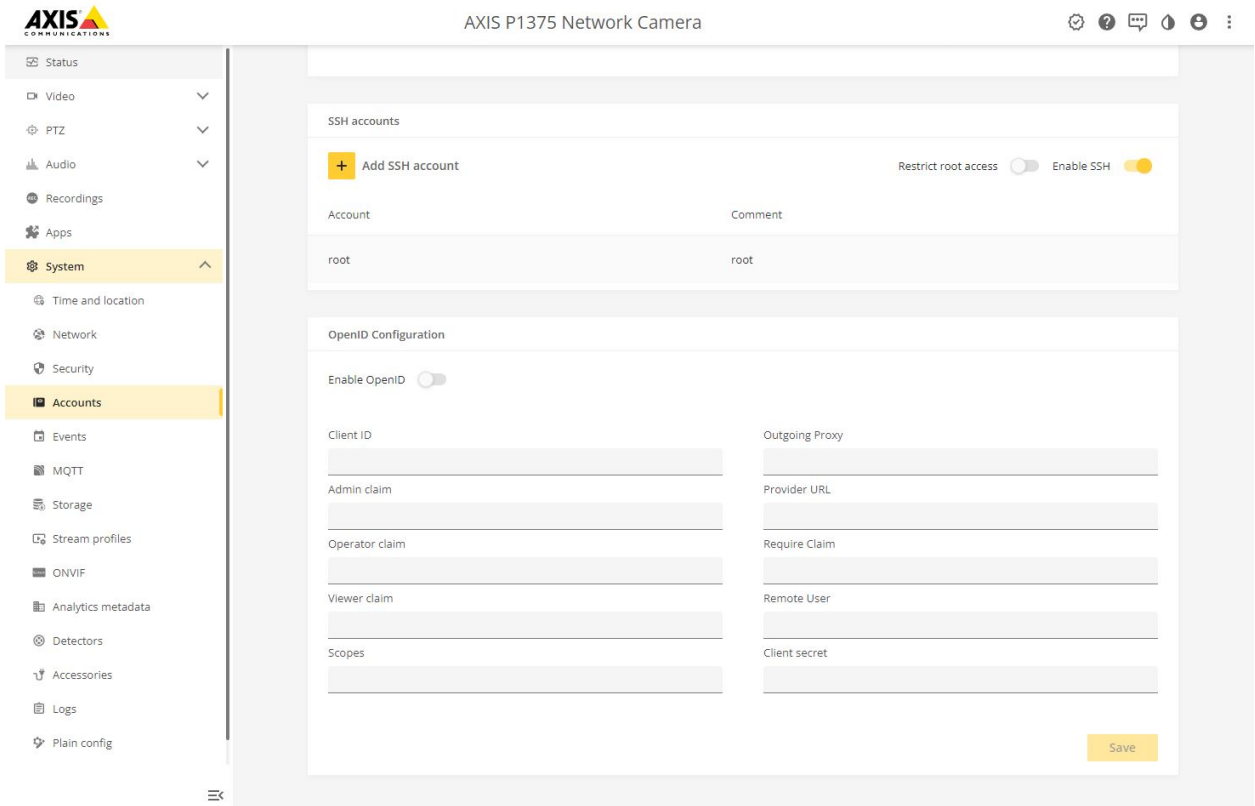 AXIS
COMMUNICATIONS
AXIS P1375 Network Camera
Status
Video
PTZ
Audio
REC
Recordings
Apps
System
Time and location
Network
Security
Accounts
Events
MQTT
Storage
Stream profiles
ONVIF
Analytics metadata
Detectors
Accessories
Logs
Plain config
SSH accounts
+ Add SSH account
Restrict root access
Enable SSH
Account Comment
root root
OpenID Configuration
Enable OpenID
Client ID Outgoing Proxy
Admin claim Provider URL
Operator claim Require Claim
Viewer claim Remote User
Scopes Client secret
Save